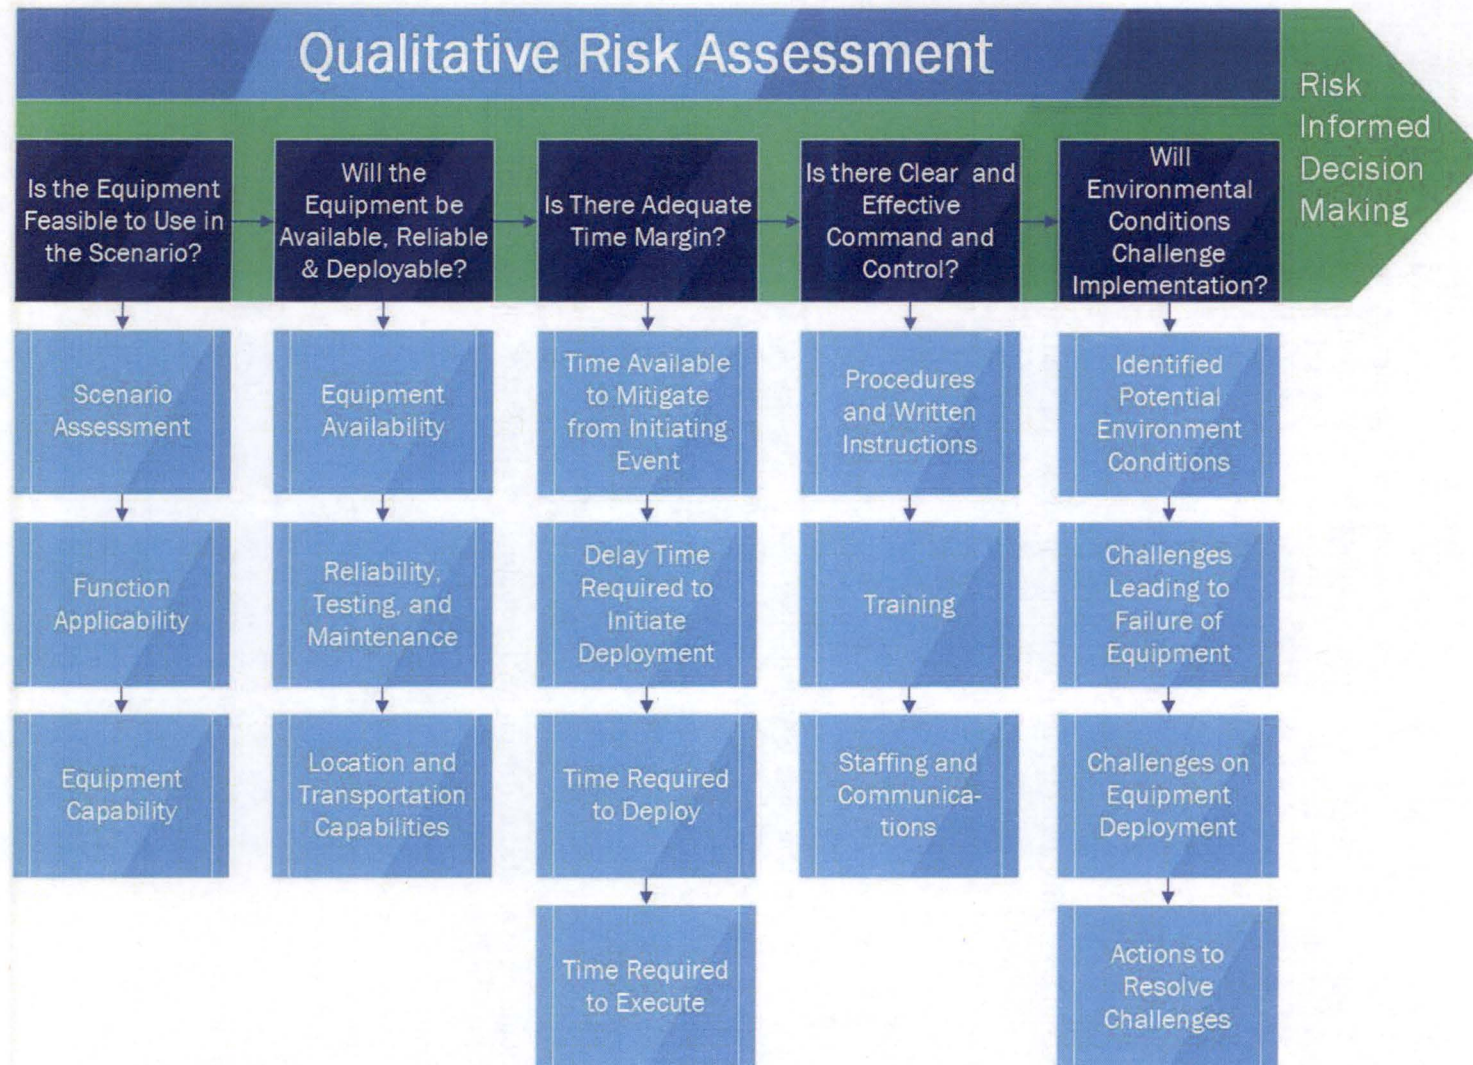 Qualitative Risk Assessment
Risk
Informed
Decision
Making
Is the Equipment
Feasible to Use in
the Scenario?
Will the
Equipment be
Available, Reliable
& Deployable?
Is There Adequate
Time Margin?
Is there Clear and
Effective
Command and
Control?
Will
Environmental
Conditions
Challenge
Implementation?
Scenario
Assessment
Function
Applicability
Equipment
Capability
Equipment
Availability
Reliability,
Testing, and
Maintenance
Location and
Transportation
Capabilities
Time Available
to Mitigate
from Initiating
Event
Delay Time
Required to
Initiate
Deployment
Time Required
to Deploy
Time Required
to Execute
Procedures
and Written
Instructions
Training
Staffing and
Communica-
tions
Identified
Potential
Environment
Conditions
Challenges
Leading to
Failure of
Equipment
Challenges on
Equipment
Deployment
Actions to
Resolve
Challenges